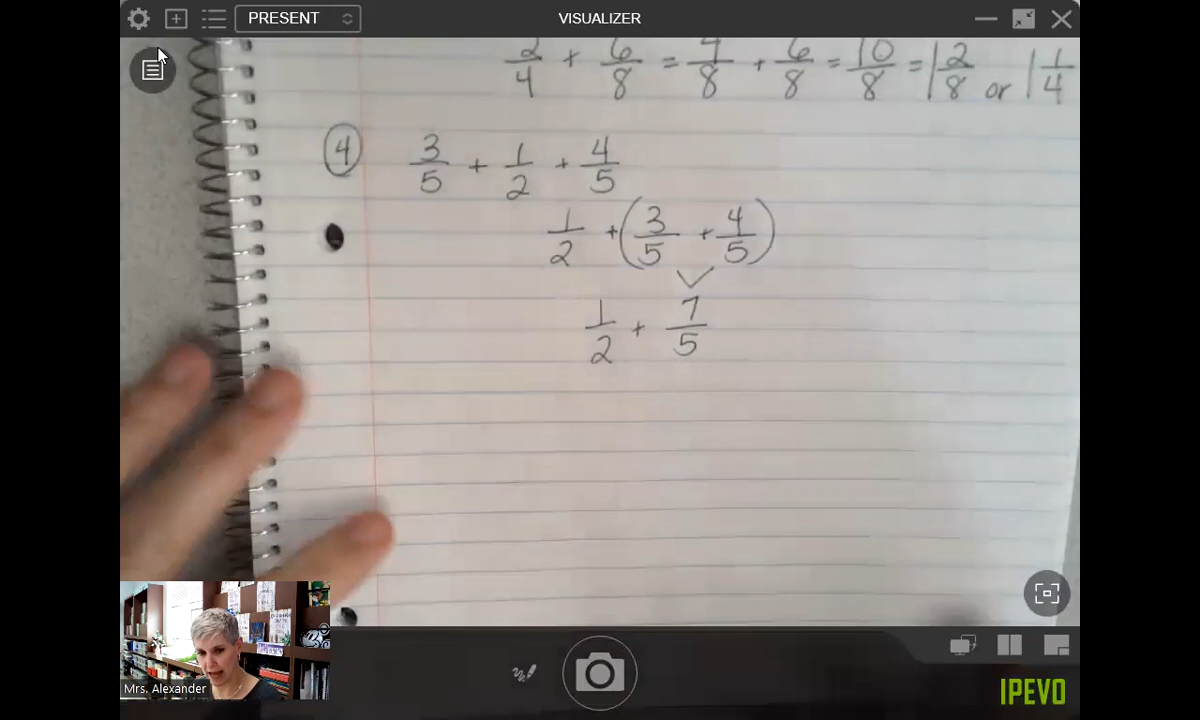 PRESENT VISUALIZER
2/4 + 6/8 = 4/8 + 6/8 = 10/8 = 1 2/8 or 1 1/4
④ 3/5 + 1/2 + 4/5
1/2 + (3/5 + 4/5)
1/2 + 7/5
Mrs. Alexander
IPEVO